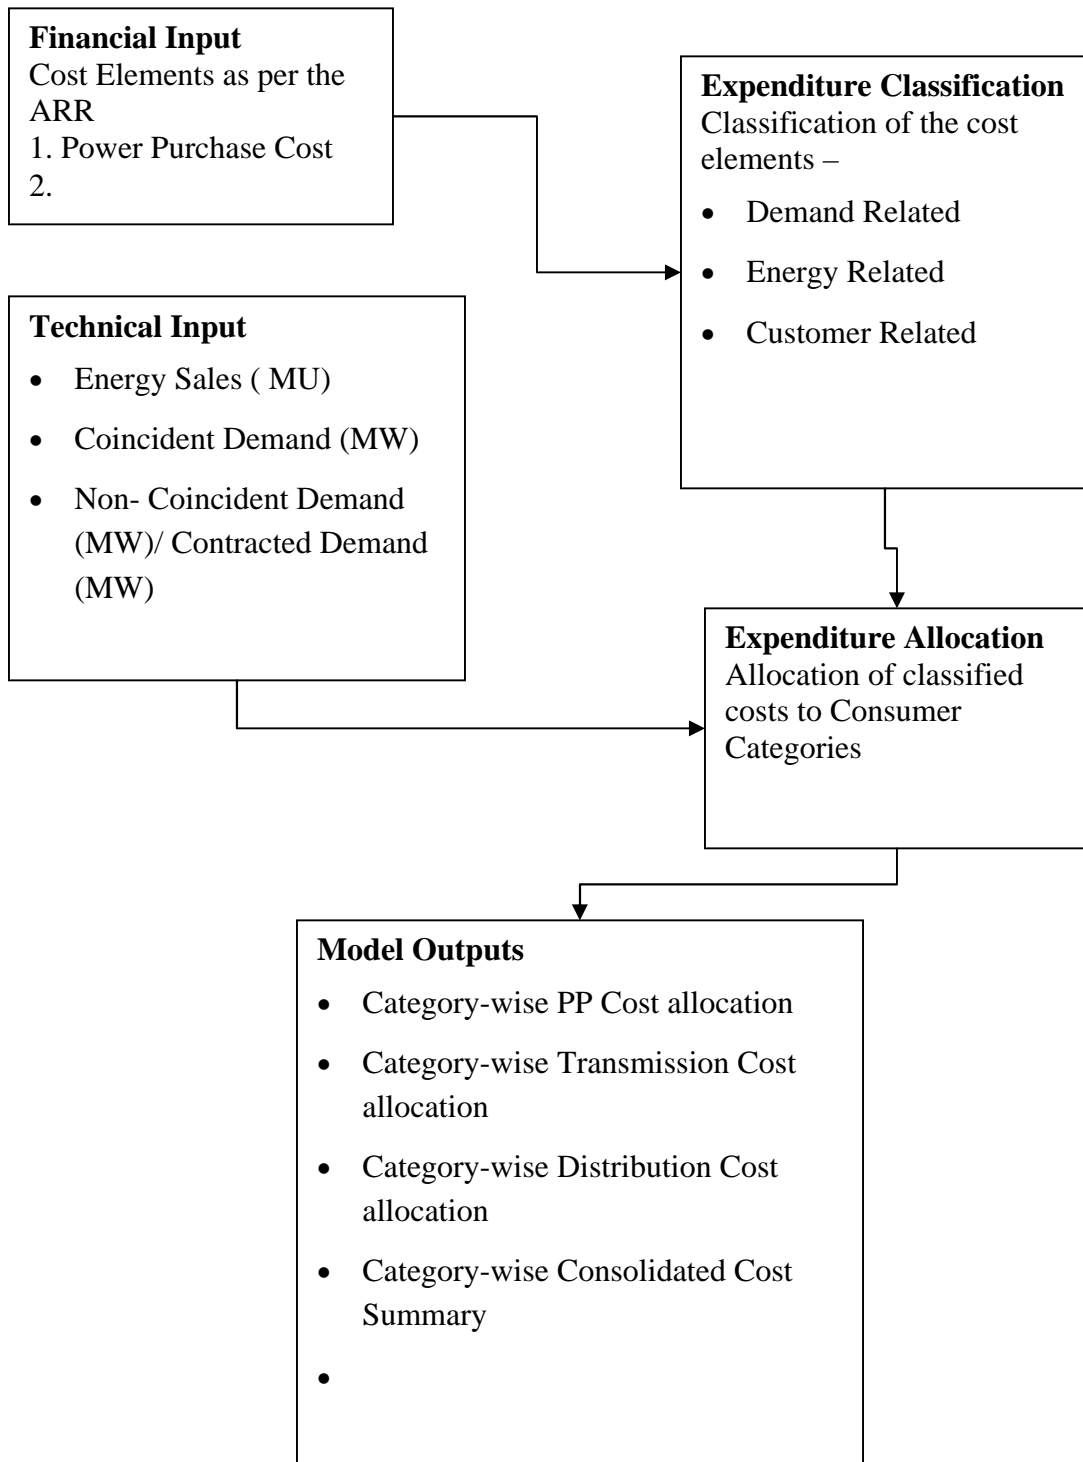 Financial Input
Cost Elements as per the
ARR
1. Power Purchase Cost
2.
Expenditure Classification
Classification of the cost
elements –
• Demand Related
• Energy Related
• Customer Related
Technical Input
• Energy Sales ( MU)
• Coincident Demand (MW)
• Non- Coincident Demand
(MW)/ Contracted Demand
(MW)
Expenditure Allocation
Allocation of classified
costs to Consumer
Categories
Model Outputs
• Category-wise PP Cost allocation
• Category-wise Transmission Cost
allocation
• Category-wise Distribution Cost
allocation
• Category-wise Consolidated Cost
Summary
•